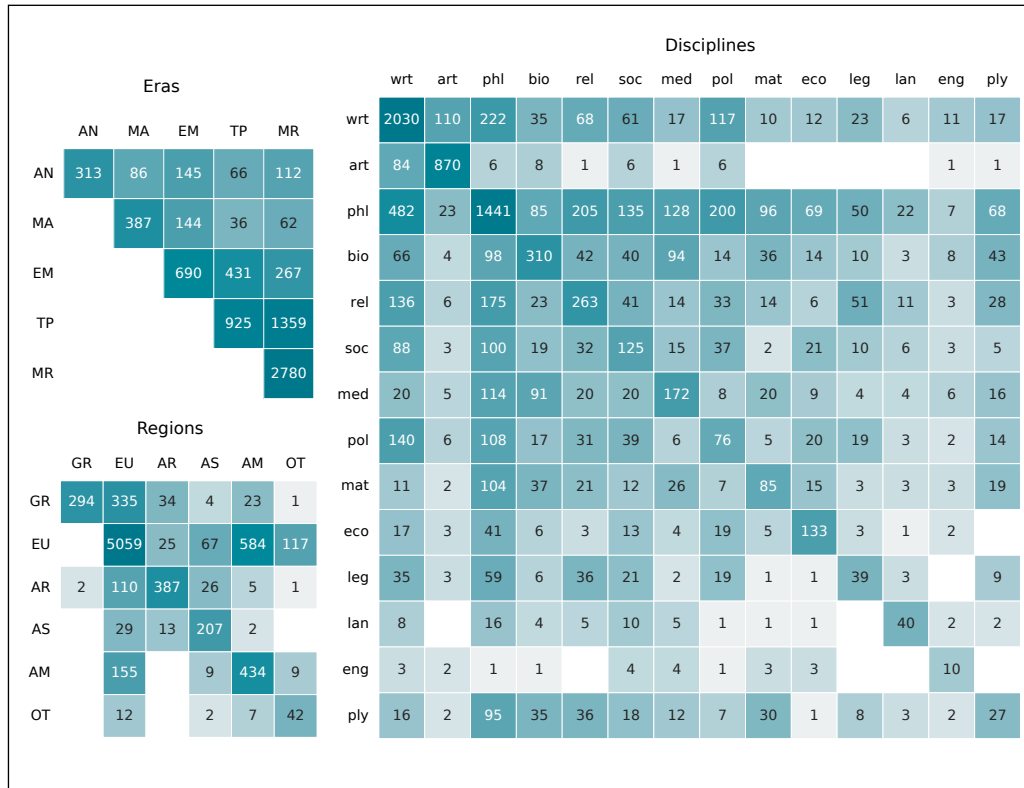 Eras
AN MA EM TP MR
AN 313 86 145 66 112
MA 387 144 36 62
EM 690 431 267
TP 925 1359
MR 2780
Regions
GR EU AR AS AM OT
GR 294 335 34 4 23 1
EU 5059 25 67 584 117
AR 2 110 387 26 5 1
AS 29 13 207 2
AM 155 9 434 9
OT 12 2 7 42
Disciplines
wrt art phl bio rel soc med pol mat eco leg lan eng ply
wrt 2030 110 222 35 68 61 17 117 10 12 23 6 11 17
art 84 870 6 8 1 6 1 6 1 1
phl 482 23 1441 85 205 135 128 200 96 69 50 22 7 68
bio 66 4 98 310 42 40 94 14 36 14 10 3 8 43
rel 136 6 175 23 263 41 14 33 14 6 51 11 3 28
soc 88 3 100 19 32 125 15 37 2 21 10 6 3 5
med 20 5 114 91 20 20 172 8 20 9 4 4 6 16
pol 140 6 108 17 31 39 6 76 5 20 19 3 2 14
mat 11 2 104 37 21 12 26 7 85 15 3 3 3 19
eco 17 3 41 6 3 13 4 19 5 133 3 1 2
leg 35 3 59 6 36 21 2 19 1 1 39 3 9
lan 8 16 4 5 10 5 1 1 1 40 2 2
eng 3 2 1 1 4 4 1 3 3 10
ply 16 2 95 35 36 18 12 7 30 1 8 3 2 27